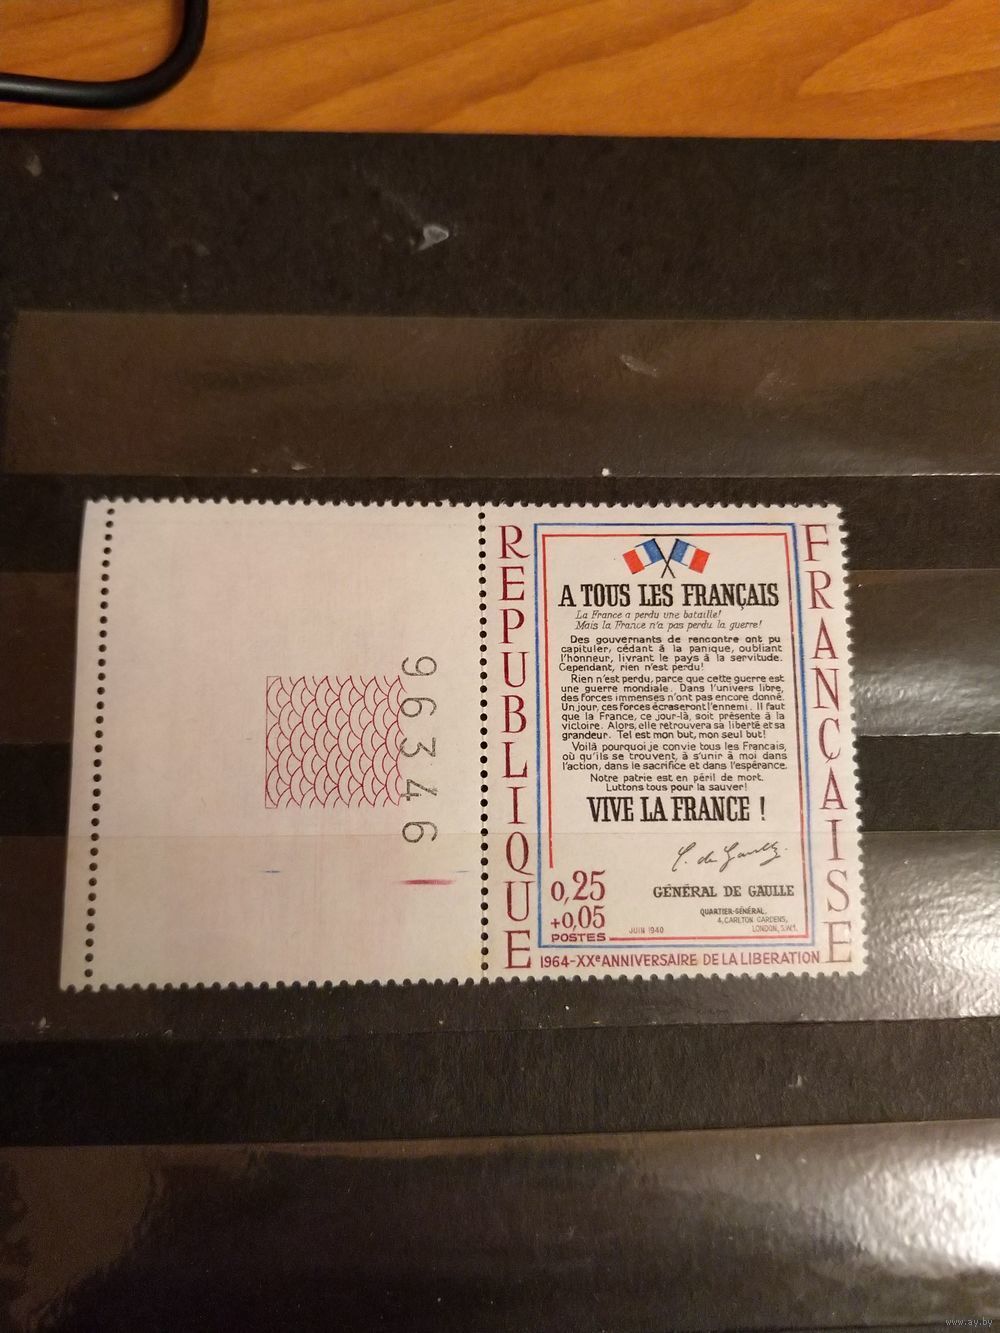 96346
REPUBLIQUE
FRANÇAISE
A TOUS LES FRANÇAIS
La France a perdu une bataille!
Mais la France n'a pas perdu la guerre!
Des gouvernants de rencontre ont pu
capituler, cédant à la panique, oubliant
l'honneur, livrant le pays à la servitude.
Cependant, rien n'est perdu!
Rien n'est perdu, parce que cette guerre est
une guerre mondiale. Dans l'univers libre,
des forces immenses n'ont pas encore donné.
Un jour, ces forces écraseront l'ennemi. Il faut
que la France, ce jour-là, soit présente à la
victoire. Alors, elle retrouvera sa liberté et sa
grandeur. Tel est mon but, mon seul but!
Voilà pourquoi je convie tous les Francais,
où qu'ils se trouvent, à s'unir à moi dans
l'action, dans le sacrifice et dans l'espérance.
Notre patrie est en péril de mort.
Luttons tous pour la sauver!
VIVE LA FRANCE !
C. de Gaulle
0,25
+0,05
POSTES
GÉNÉRAL DE GAULLE
QUARTIER-GÉNÉRAL,
4, CARLTON GARDENS,
LONDON, S.W.1.
JUIN 1940
1964-XXe ANNIVERSAIRE DE LA LIBERATION
www.ay.by